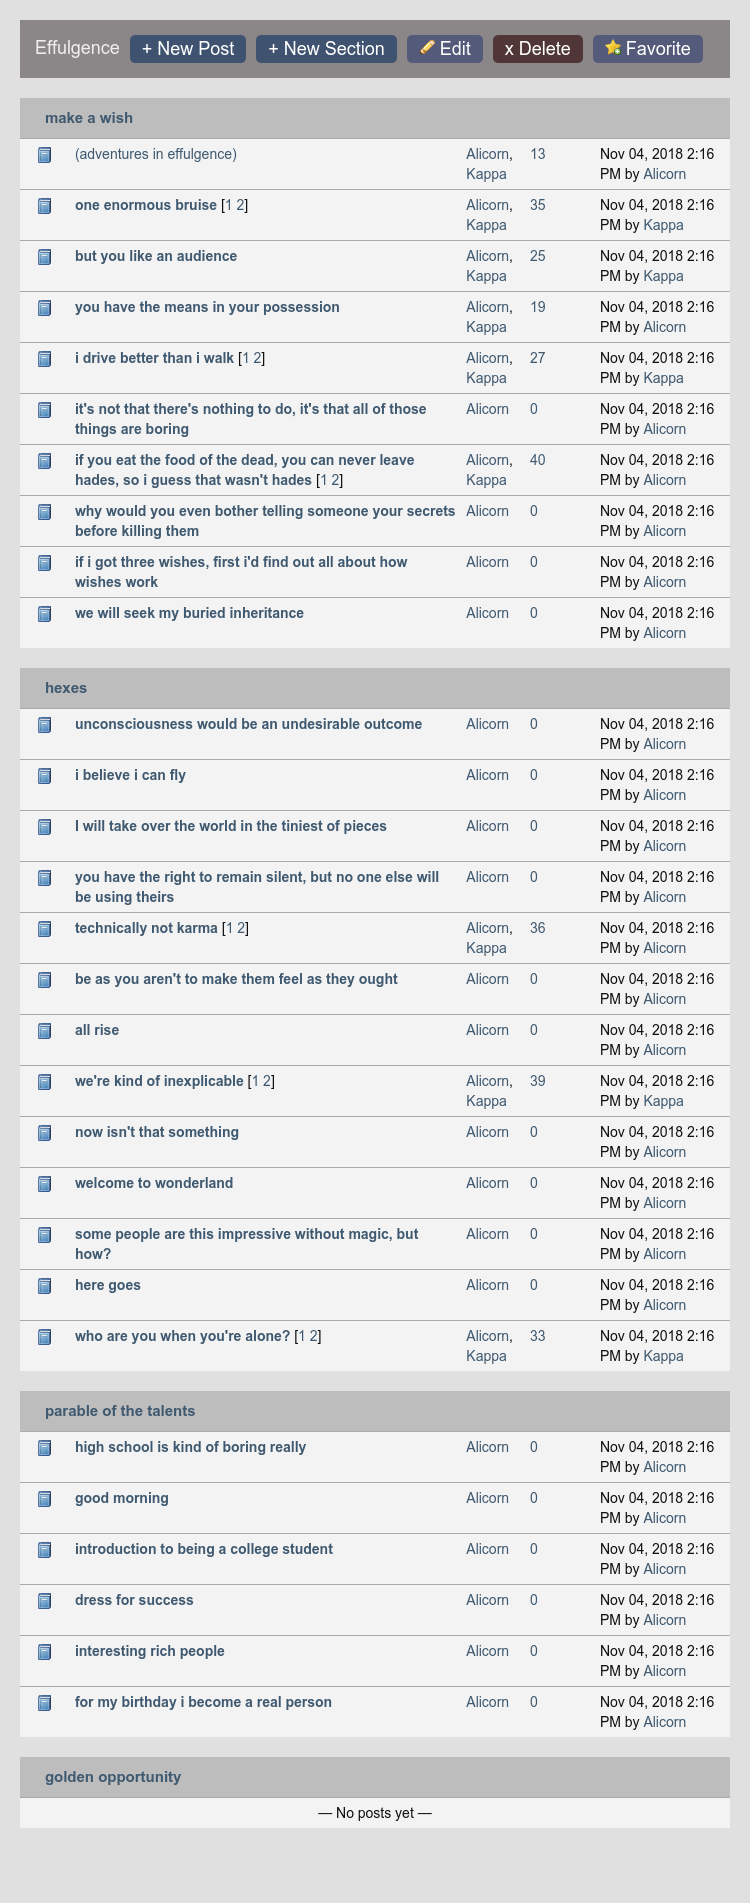 Effulgence + New Post + New Section Edit x Delete Favorite
make a wish
(adventures in effulgence) Alicorn, 13 Nov 04, 2018 2:16
Kappa PM by Alicorn
one enormous bruise [1 2] Alicorn, 35 Nov 04, 2018 2:16
Kappa PM by Kappa
but you like an audience Alicorn, 25 Nov 04, 2018 2:16
Kappa PM by Kappa
you have the means in your possession Alicorn, 19 Nov 04, 2018 2:16
Kappa PM by Alicorn
i drive better than i walk [1 2] Alicorn, 27 Nov 04, 2018 2:16
Kappa PM by Kappa
it's not that there's nothing to do, it's that all of those Alicorn 0 Nov 04, 2018 2:16
things are boring PM by Alicorn
if you eat the food of the dead, you can never leave Alicorn, 40 Nov 04, 2018 2:16
hades, so i guess that wasn't hades [1 2] Kappa PM by Alicorn
why would you even bother telling someone your secrets Alicorn 0 Nov 04, 2018 2:16
before killing them PM by Alicorn
if i got three wishes, first i'd find out all about how Alicorn 0 Nov 04, 2018 2:16
wishes work PM by Alicorn
we will seek my buried inheritance Alicorn 0 Nov 04, 2018 2:16
PM by Alicorn
hexes
unconsciousness would be an undesirable outcome Alicorn 0 Nov 04, 2018 2:16
PM by Alicorn
i believe i can fly Alicorn 0 Nov 04, 2018 2:16
PM by Alicorn
I will take over the world in the tiniest of pieces Alicorn 0 Nov 04, 2018 2:16
PM by Alicorn
you have the right to remain silent, but no one else will Alicorn 0 Nov 04, 2018 2:16
be using theirs PM by Alicorn
technically not karma [1 2] Alicorn, 36 Nov 04, 2018 2:16
Kappa PM by Alicorn
be as you aren't to make them feel as they ought Alicorn 0 Nov 04, 2018 2:16
PM by Alicorn
all rise Alicorn 0 Nov 04, 2018 2:16
PM by Alicorn
we're kind of inexplicable [1 2] Alicorn, 39 Nov 04, 2018 2:16
Kappa PM by Kappa
now isn't that something Alicorn 0 Nov 04, 2018 2:16
PM by Alicorn
welcome to wonderland Alicorn 0 Nov 04, 2018 2:16
PM by Alicorn
some people are this impressive without magic, but Alicorn 0 Nov 04, 2018 2:16
how? PM by Alicorn
here goes Alicorn 0 Nov 04, 2018 2:16
PM by Alicorn
who are you when you're alone? [1 2] Alicorn, 33 Nov 04, 2018 2:16
Kappa PM by Kappa
parable of the talents
high school is kind of boring really Alicorn 0 Nov 04, 2018 2:16
PM by Alicorn
good morning Alicorn 0 Nov 04, 2018 2:16
PM by Alicorn
introduction to being a college student Alicorn 0 Nov 04, 2018 2:16
PM by Alicorn
dress for success Alicorn 0 Nov 04, 2018 2:16
PM by Alicorn
interesting rich people Alicorn 0 Nov 04, 2018 2:16
PM by Alicorn
for my birthday i become a real person Alicorn 0 Nov 04, 2018 2:16
PM by Alicorn
golden opportunity
— No posts yet —